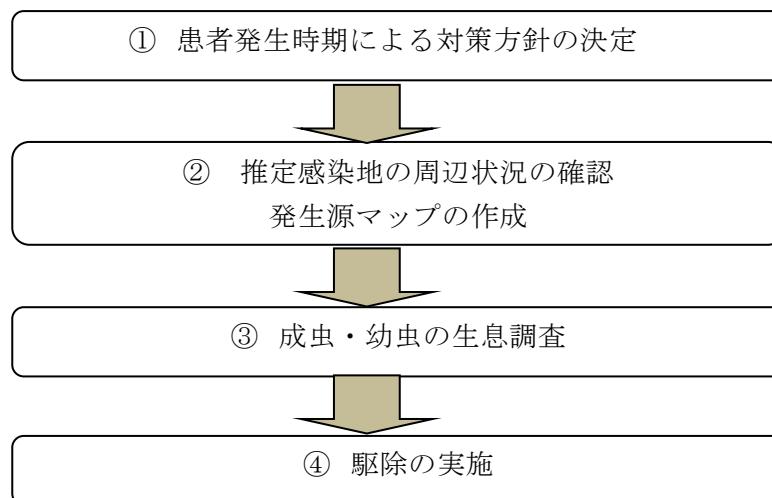 ① 患者発生時期による対策方針の決定
② 推定感染地の周辺状況の確認
発生源マップの作成
③ 成虫・幼虫の生息調査
④ 駆除の実施